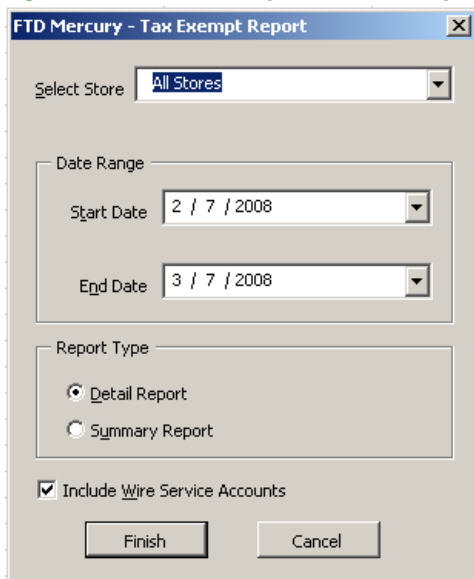 FTD Mercury - Tax Exempt Report
Select Store All Stores
Date Range
Start Date 2 / 7 / 2008
End Date 3 / 7 / 2008
Report Type
Detail Report
Summary Report
Include Wire Service Accounts
Finish Cancel